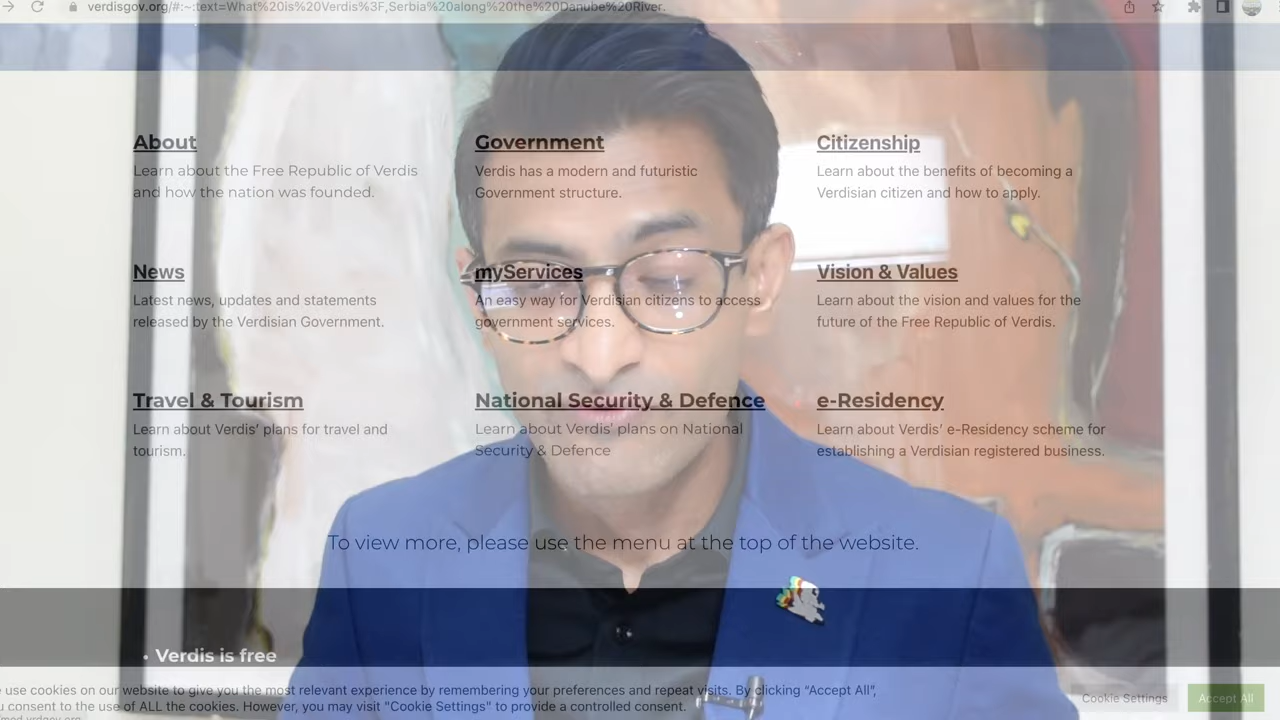 verdisgov.org/#:~:text=What%20is%20Verdis%3F,Serbia%20along%20the%20Danube%20River.
About
Learn about the Free Republic of Verdis
and how the nation was founded.
Government
Verdis has a modern and futuristic
Government structure.
Citizenship
Learn about the benefits of becoming a
Verdisian citizen and how to apply.
News
Latest news, updates and statements
released by the Verdisian Government.
myServices
An easy way for Verdisian citizens to access
government services.
Vision & Values
Learn about the vision and values for the
future of the Free Republic of Verdis.
Travel & Tourism
Learn about Verdis' plans for travel and
tourism.
National Security & Defence
Learn about Verdis' plans on National
Security & Defence
e-Residency
Learn about Verdis' e-Residency scheme for
establishing a Verdisian registered business.
To view more, please use the menu at the top of the website.
• Verdis is free
use cookies on our website to give you the most relevant experience by remembering your preferences and repeat visits. By clicking "Accept All",
consent to the use of ALL the cookies. However, you may visit "Cookie Settings" to provide a controlled consent.
Cookie Settings
Accept All